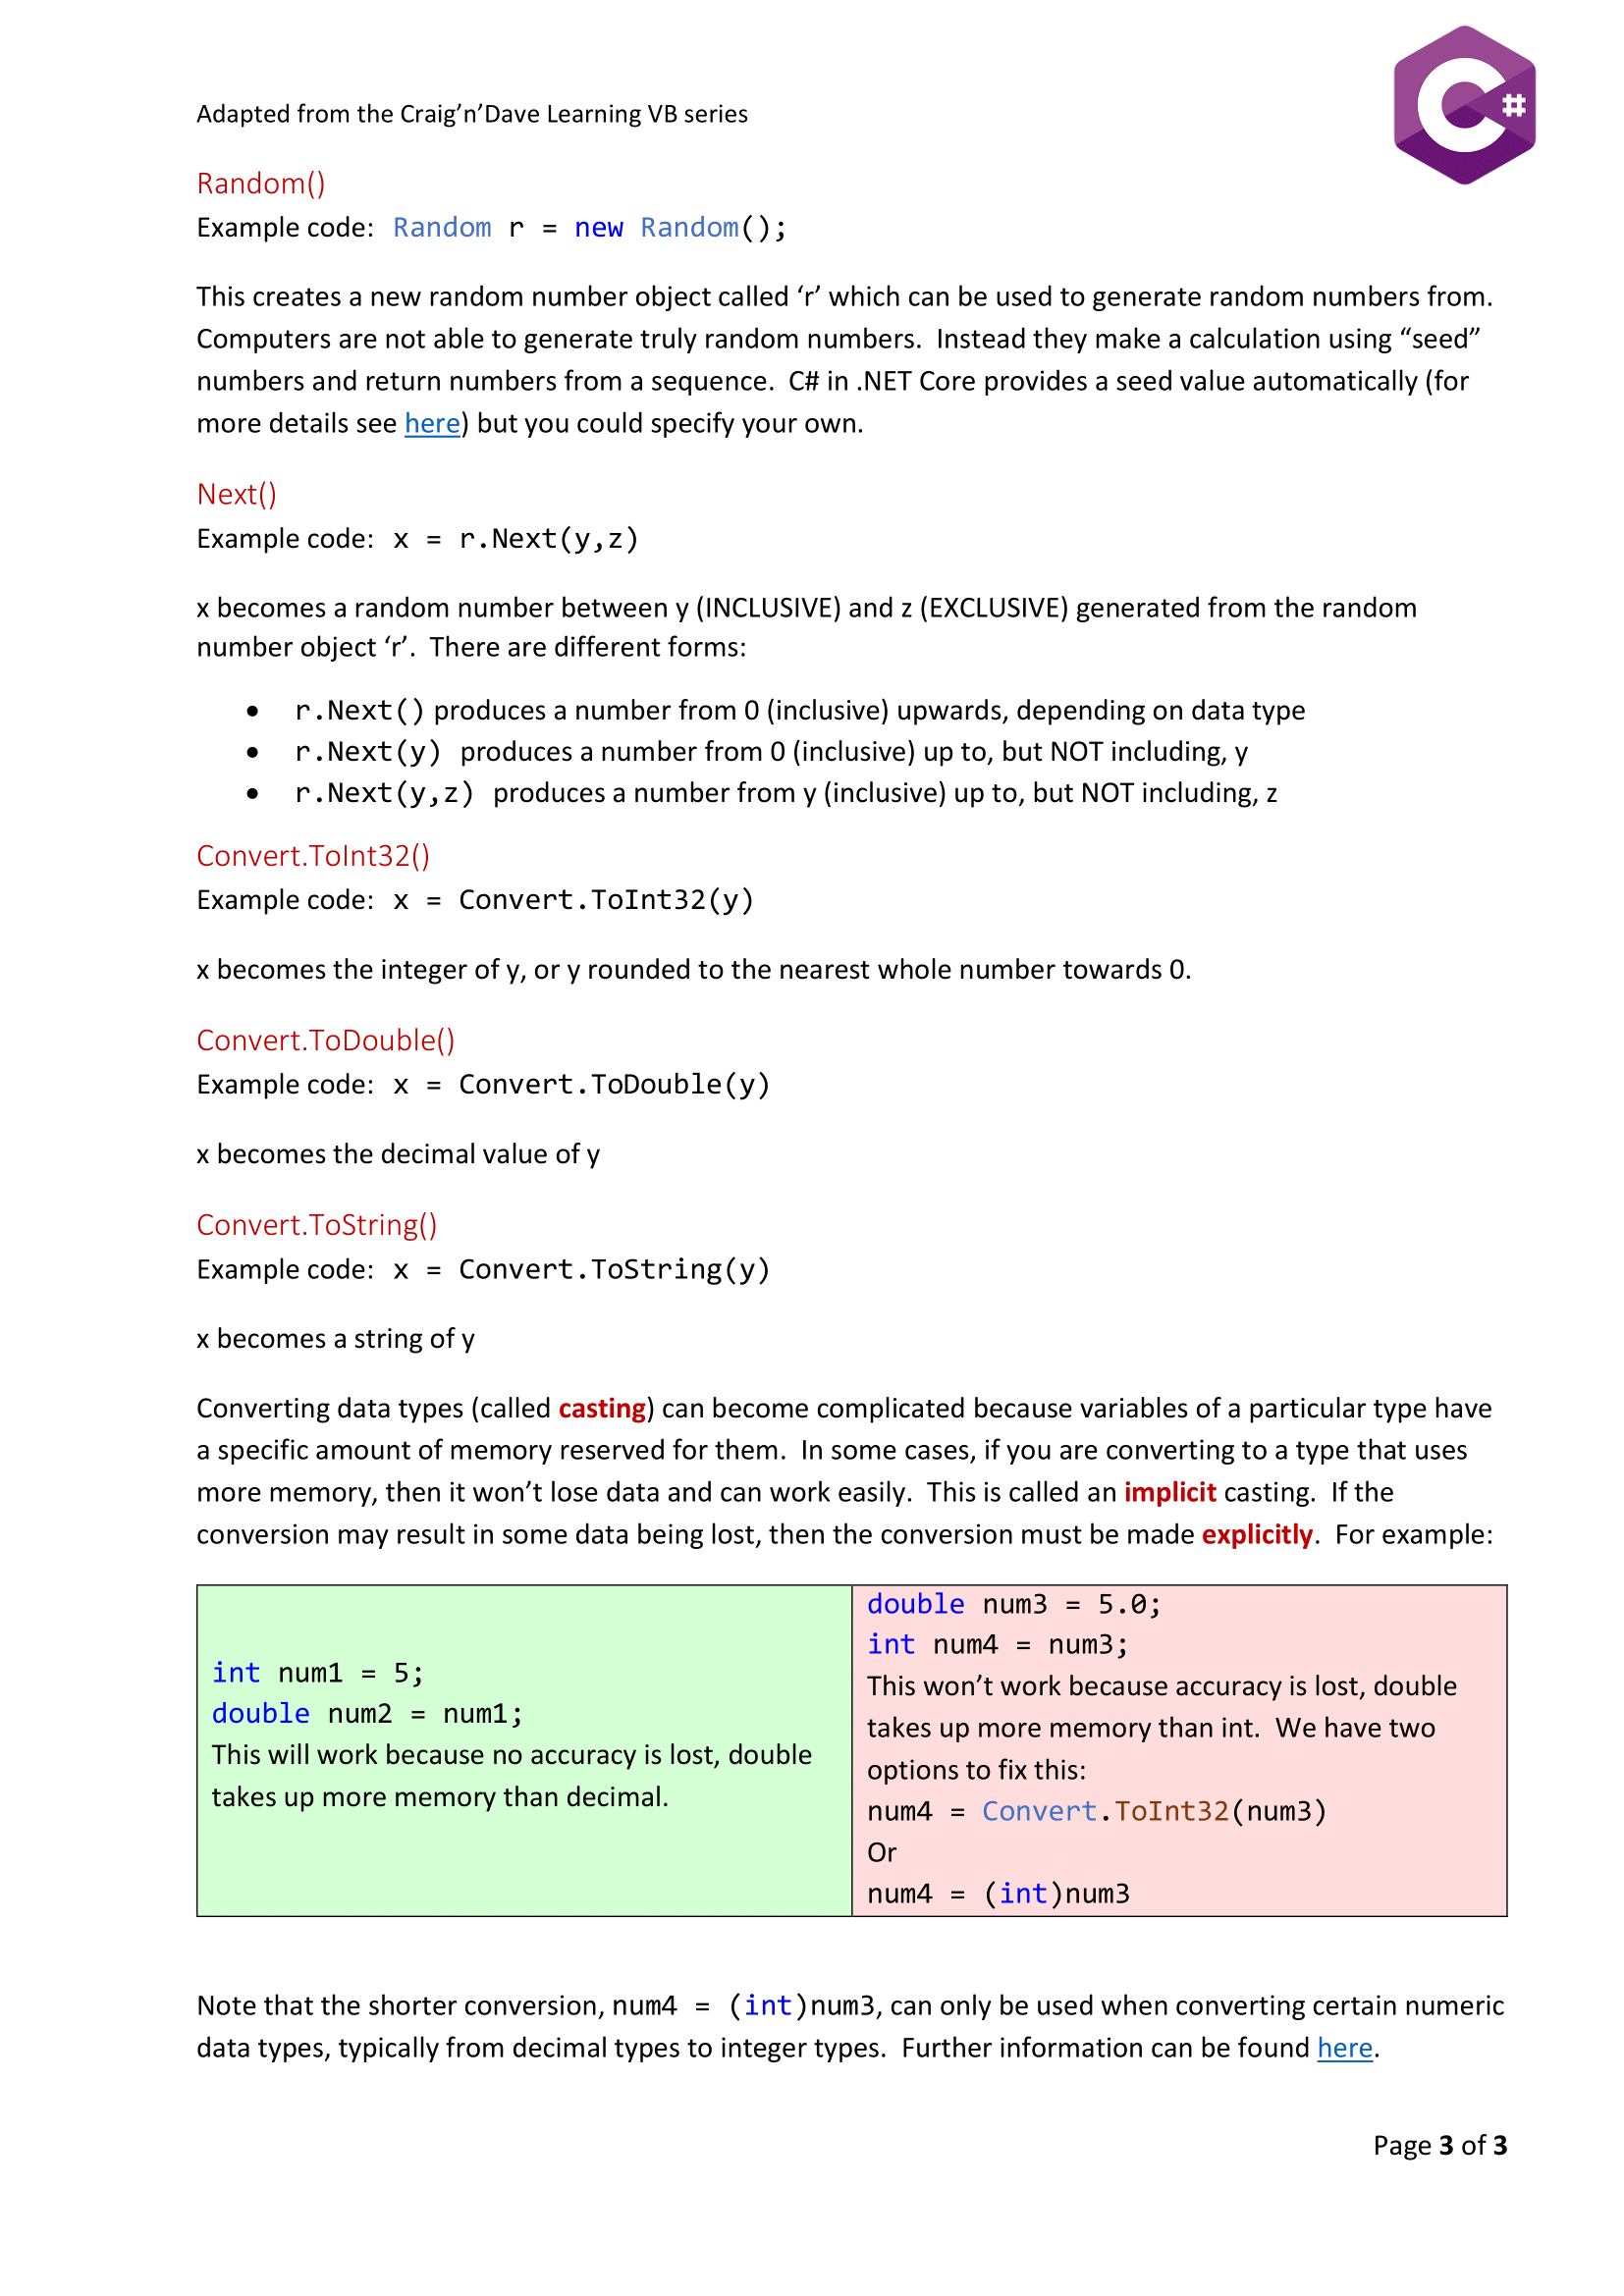 C#
Adapted from the Craig’n’Dave Learning VB series
Random()
Example code: Random r = new Random();
This creates a new random number object called ‘r’ which can be used to generate random numbers from.
Computers are not able to generate truly random numbers. Instead they make a calculation using “seed”
numbers and return numbers from a sequence. C# in .NET Core provides a seed value automatically (for
more details see here) but you could specify your own.
Next()
Example code: x = r.Next(y,z)
x becomes a random number between y (INCLUSIVE) and z (EXCLUSIVE) generated from the random
number object ‘r’. There are different forms:
• r.Next() produces a number from 0 (inclusive) upwards, depending on data type
• r.Next(y) produces a number from 0 (inclusive) up to, but NOT including, y
• r.Next(y,z) produces a number from y (inclusive) up to, but NOT including, z
Convert.ToInt32()
Example code: x = Convert.ToInt32(y)
x becomes the integer of y, or y rounded to the nearest whole number towards 0.
Convert.ToDouble()
Example code: x = Convert.ToDouble(y)
x becomes the decimal value of y
Convert.ToString()
Example code: x = Convert.ToString(y)
x becomes a string of y
Converting data types (called casting) can become complicated because variables of a particular type have
a specific amount of memory reserved for them. In some cases, if you are converting to a type that uses
more memory, then it won’t lose data and can work easily. This is called an implicit casting. If the
conversion may result in some data being lost, then the conversion must be made explicitly. For example:
int num1 = 5;
double num2 = num1;
This will work because no accuracy is lost, double
takes up more memory than decimal.
double num3 = 5.0;
int num4 = num3;
This won’t work because accuracy is lost, double
takes up more memory than int. We have two
options to fix this:
num4 = Convert.ToInt32(num3)
Or
num4 = (int)num3
Note that the shorter conversion, num4 = (int)num3, can only be used when converting certain numeric
data types, typically from decimal types to integer types. Further information can be found here.
Page 3 of 3